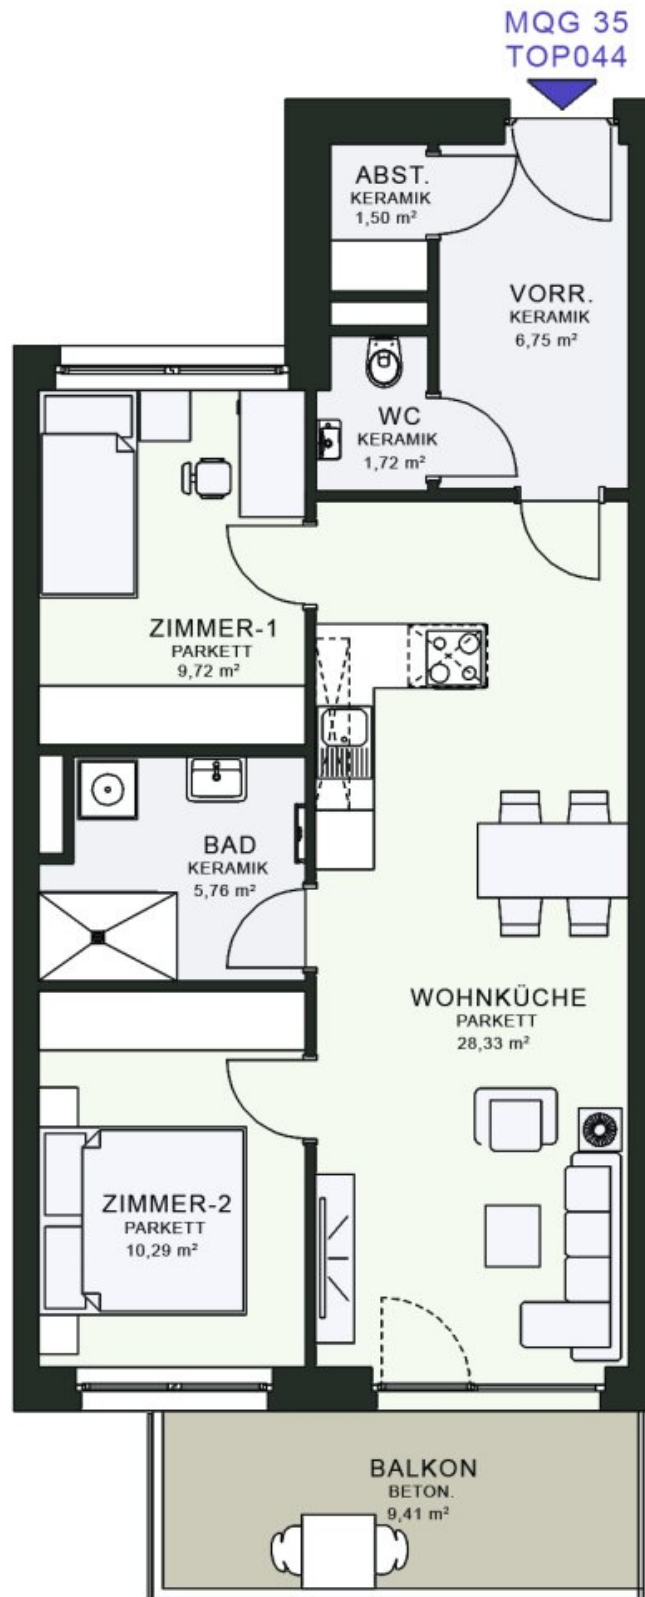 MQG 35
TOP044
ABST.
KERAMIK
1,50 m²
VORR.
KERAMIK
6,75 m²
WC
KERAMIK
1,72 m²
ZIMMER-1
PARKETT
9,72 m²
BAD
KERAMIK
5,76 m²
WOHNKÜCHE
PARKETT
28,33 m²
ZIMMER-2
PARKETT
10,29 m²
BALKON
BETON.
9,41 m²